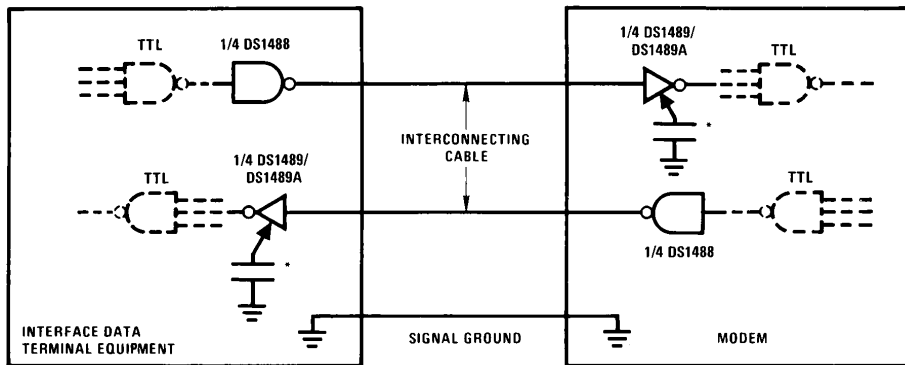 TTL
1/4 DS1488
1/4 DS1489/
DS1489A
TTL
*
INTERCONNECTING
CABLE
1/4 DS1489/
DS1489A
TTL
TTL
*
1/4 DS1488
INTERFACE DATA
TERMINAL EQUIPMENT
SIGNAL GROUND
MODEM